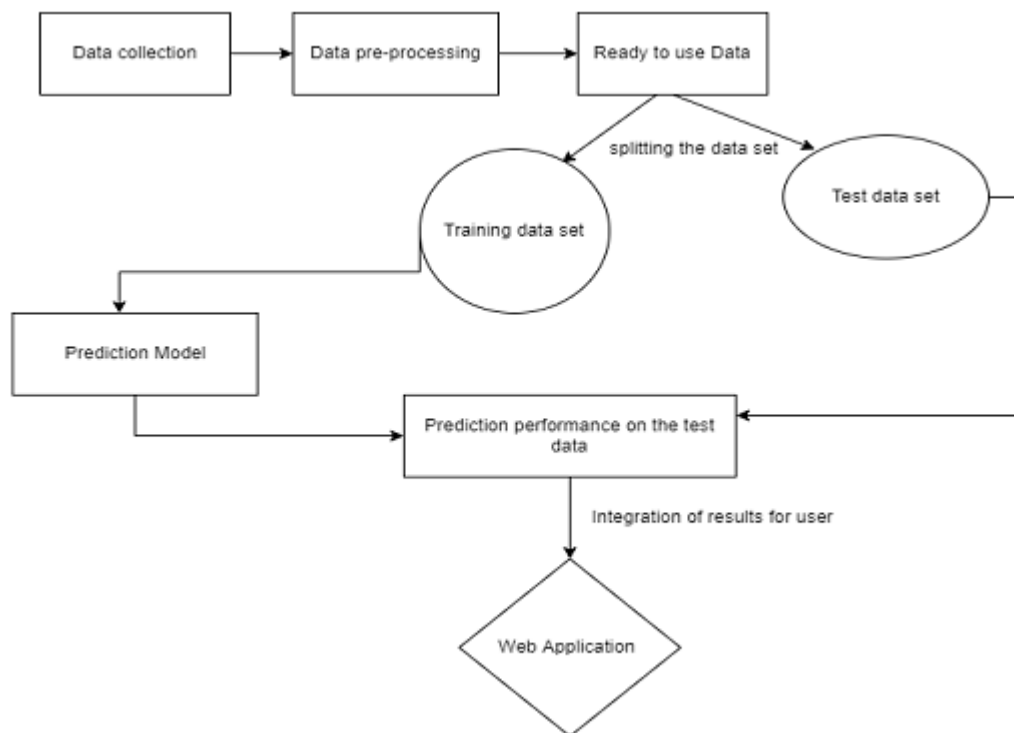 Data collection
Data pre-processing
Ready to use Data
splitting the data set
Test data set
Training data set
Prediction Model
Prediction performance on the test
data
Integration of results for user
Web Application